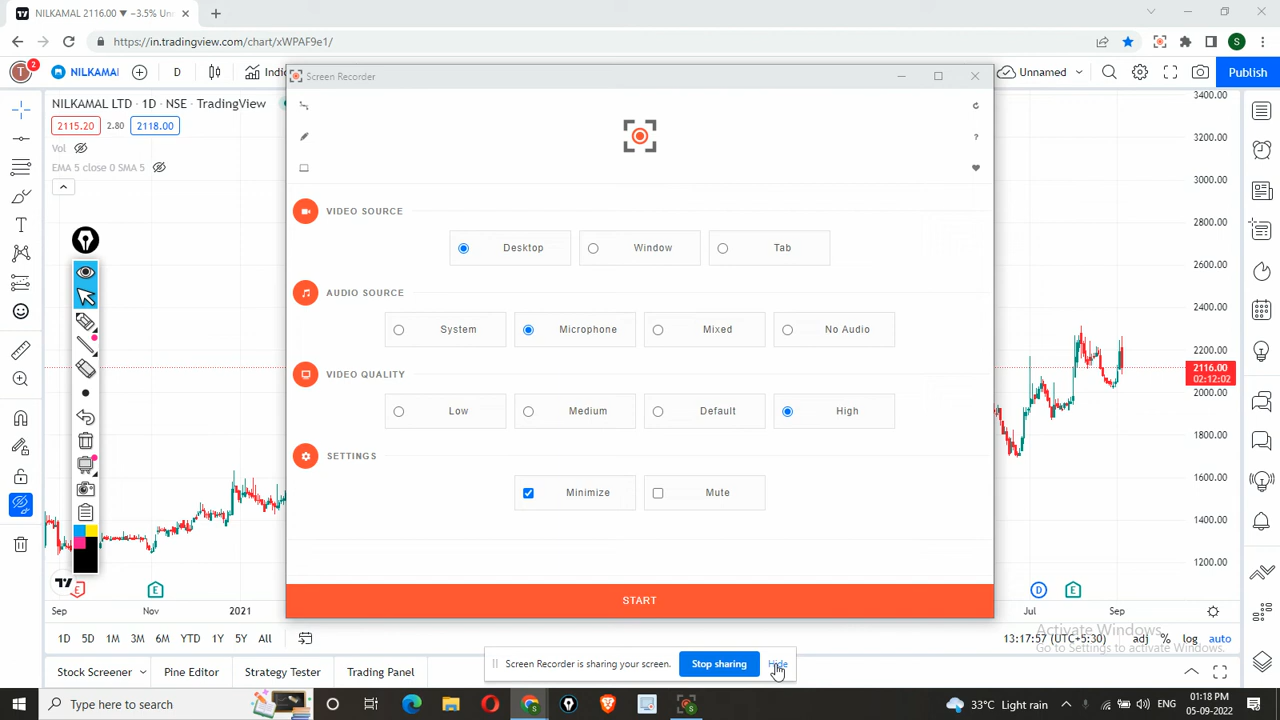 NILKAMAL 2116.00 ▼ −3.5% Un
https://in.tradingview.com/chart/xWPAF9e1/
S
T 2 NILKAMAL D Indi Unnamed Publish
Screen Recorder
NILKAMAL LTD · 1D · NSE · TradingView
2115.20 2.80 2118.00
Vol
EMA 5 close 0 SMA 5
?
VIDEO SOURCE
Desktop Window Tab
AUDIO SOURCE
System Microphone Mixed No Audio
VIDEO QUALITY
Low Medium Default High
SETTINGS
Minimize Mute
START
3400.00
3200.00
3000.00
2800.00
2600.00
2400.00
2200.00
2116.00
02:12:02
2000.00
1800.00
1600.00
1400.00
1200.00
E E D E
Sep Nov 2021 Jul Sep
Activate Windows
Go to Settings to activate Windows.
1D 5D 1M 3M 6M YTD 1Y 5Y All 13:17:57 (UTC+5:30) adj % log auto
Screen Recorder is sharing your screen. Stop sharing Hide
Stock Screener Pine Editor Strategy Tester Trading Panel
Type here to search 33°C Light rain ENG 01:18 PM
05-09-2022